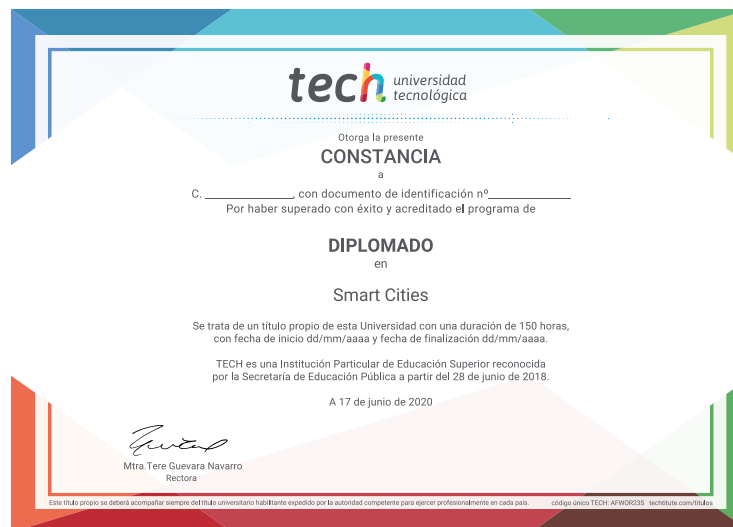 tech universidad
tecnológica
Otorga la presente
CONSTANCIA
a
C. ______________, con documento de identificación nº______________
Por haber superado con éxito y acreditado el programa de
DIPLOMADO
en
Smart Cities
Se trata de un título propio de esta Universidad con una duración de 150 horas,
con fecha de inicio dd/mm/aaaa y fecha de finalización dd/mm/aaaa.
TECH es una Institución Particular de Educación Superior reconocida
por la Secretaría de Educación Pública a partir del 28 de junio de 2018.
A 17 de junio de 2020
Mtra.Tere Guevara Navarro
Rectora
Este título propio se deberá acompañar siempre del título universitario habilitante expedido por la autoridad competente para ejercer profesionalmente en cada país. código único TECH: AFWOR23S techtitute.com/títulos